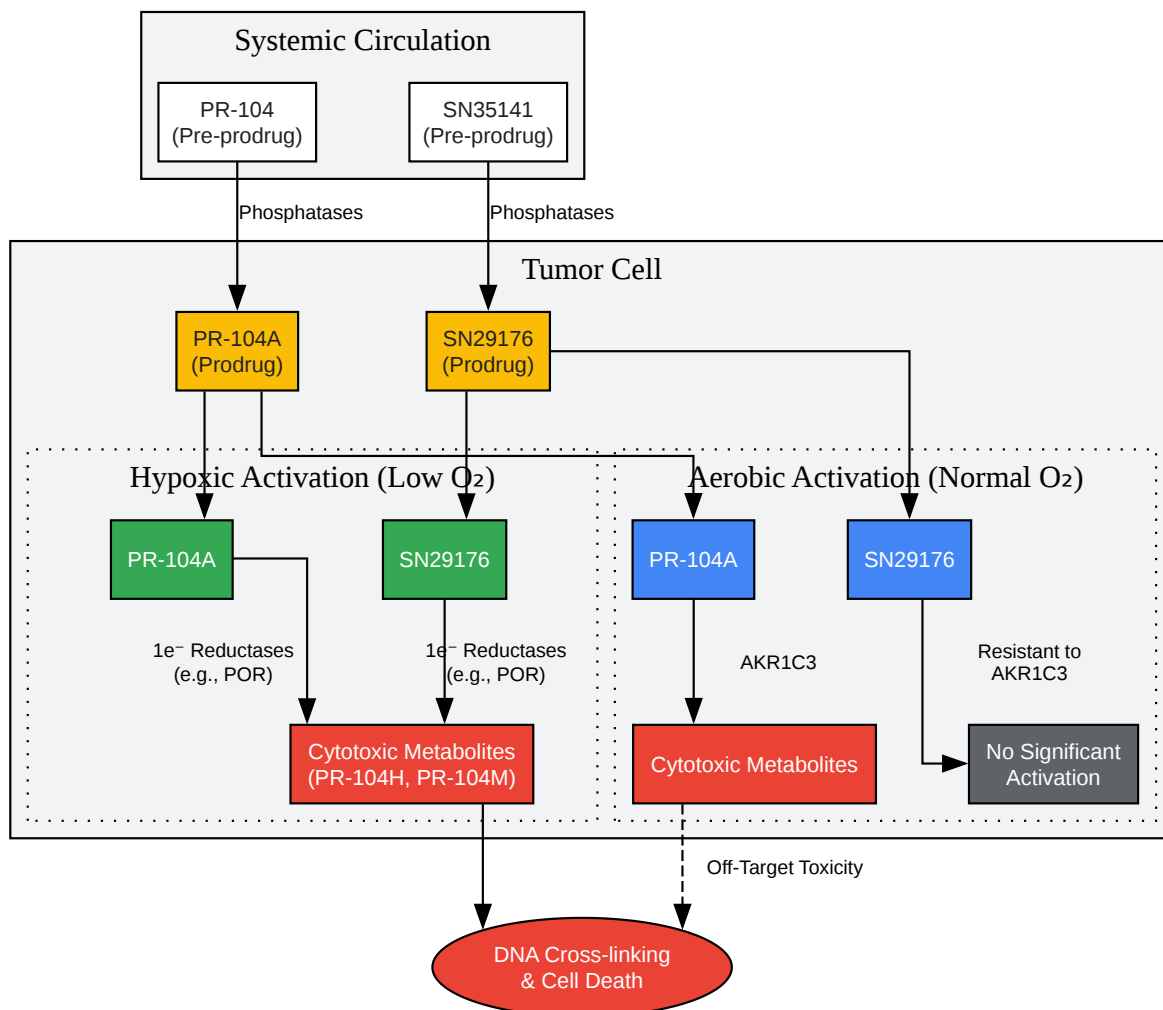 Systemic Circulation
PR-104
(Pre-prodrug)
SN35141
(Pre-prodrug)
Phosphatases
Phosphatases
Tumor Cell
PR-104A
(Prodrug)
SN29176
(Prodrug)
Hypoxic Activation (Low O₂)
Aerobic Activation (Normal O₂)
PR-104A
SN29176
PR-104A
SN29176
1e⁻ Reductases
(e.g., POR)
1e⁻ Reductases
(e.g., POR)
AKR1C3
Resistant to
AKR1C3
Cytotoxic Metabolites
(PR-104H, PR-104M)
Cytotoxic Metabolites
No Significant
Activation
Off-Target Toxicity
DNA Cross-linking
& Cell Death